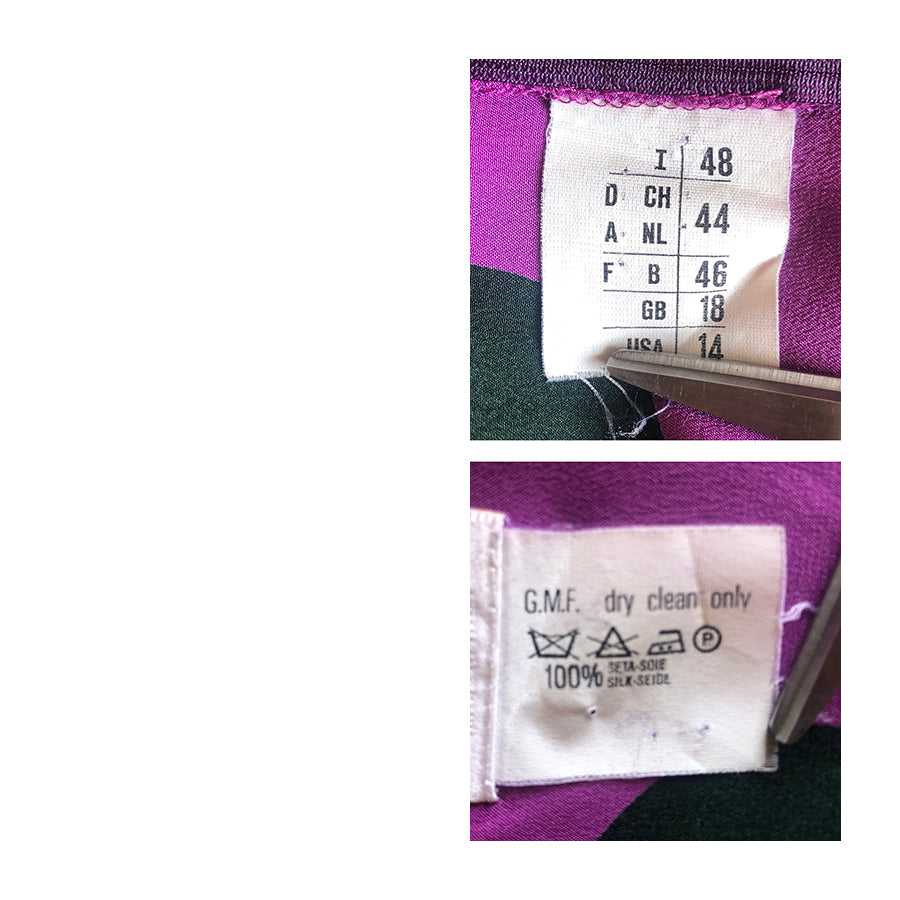 I 48
D CH
44
A NL
F B 46
GB 18
USA 14
G.M.F. dry clean only
P
100% SETA-SOIE
SILK-SEIDE